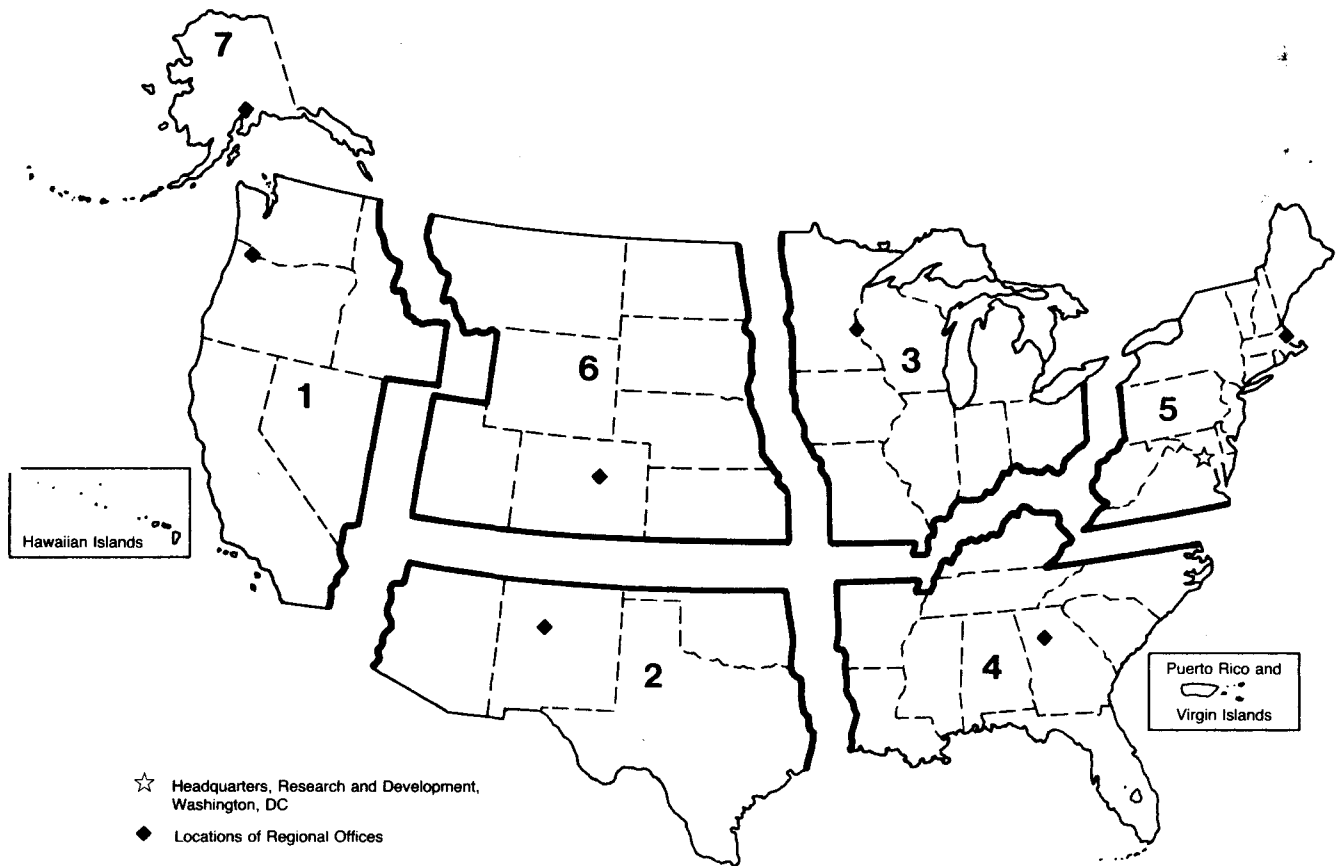 7
6
3
1
5
Hawaiian Islands
2
4
Puerto Rico and
Virgin Islands
☆ Headquarters, Research and Development,
Washington, DC
◆ Locations of Regional Offices